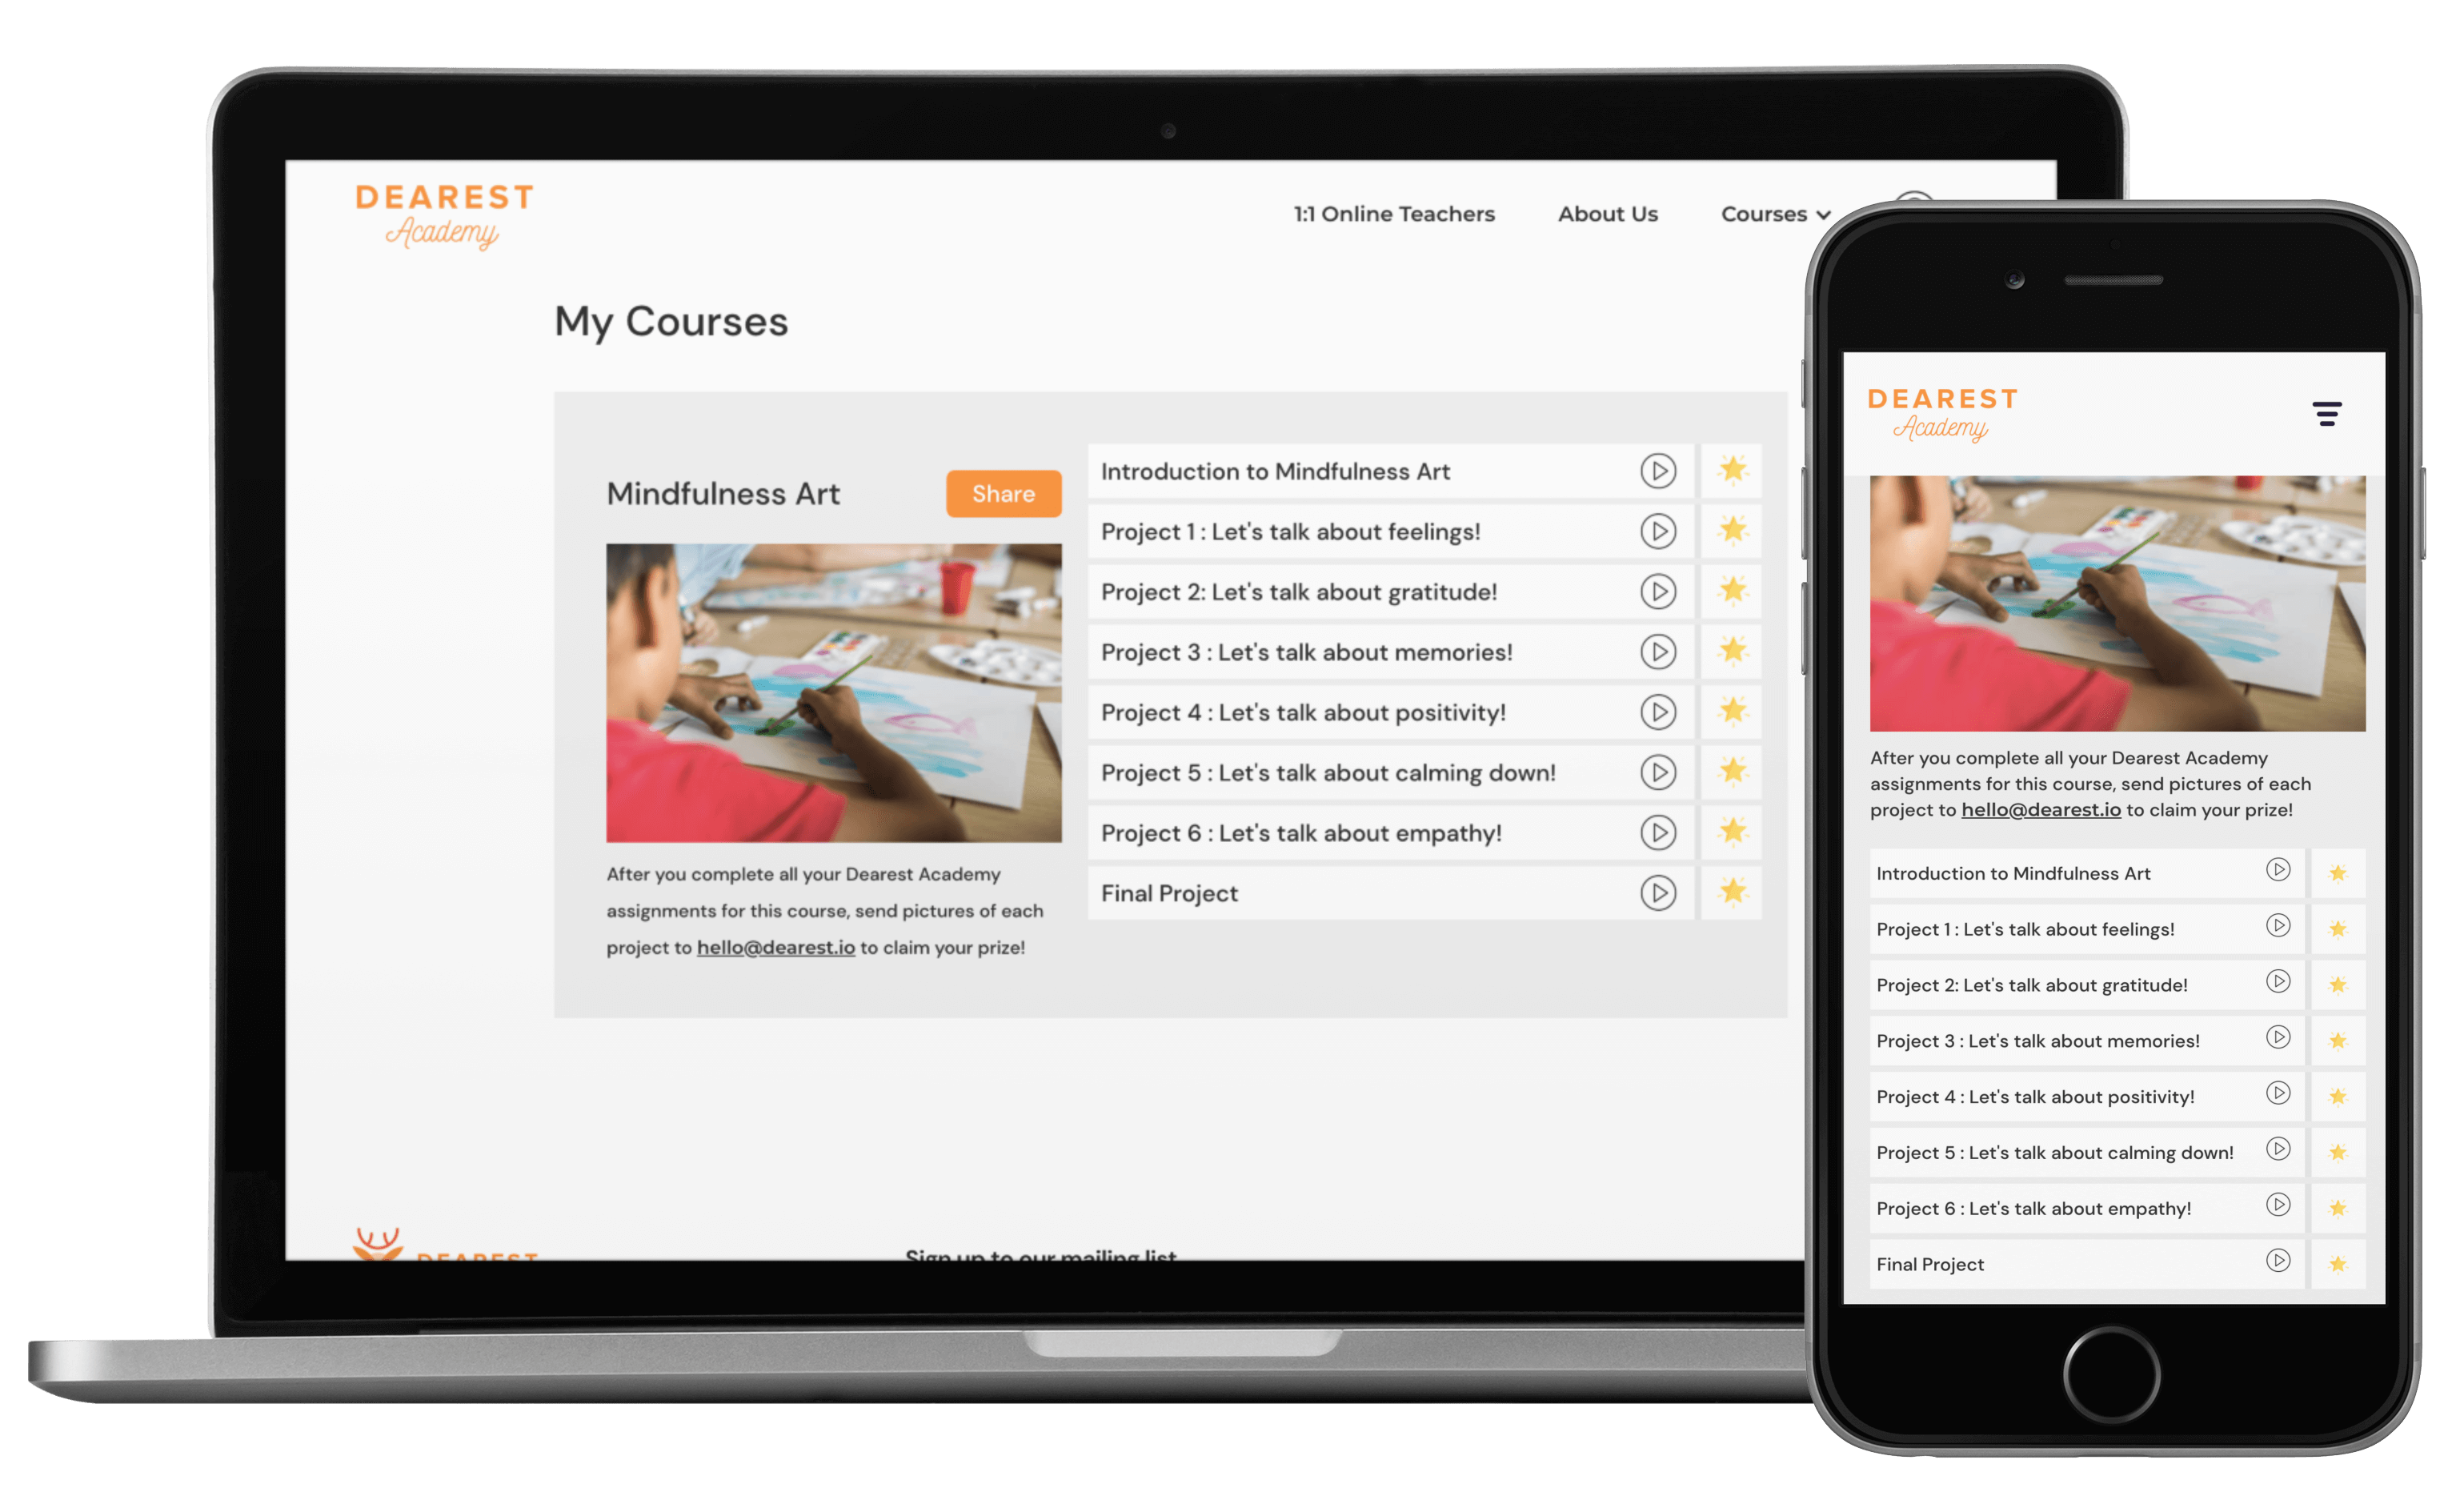 DEAREST
Academy
1:1 Online Teachers
About Us
Courses
My Courses
Mindfulness Art
Share
After you complete all your Dearest Academy
assignments for this course, send pictures of each
project to hello@dearest.io to claim your prize!
Introduction to Mindfulness Art
Project 1 : Let's talk about feelings!
Project 2: Let's talk about gratitude!
Project 3 : Let's talk about memories!
Project 4 : Let's talk about positivity!
Project 5 : Let's talk about calming down!
Project 6 : Let's talk about empathy!
Final Project
DEAREST
Sign up to our mailing list
DEAREST
Academy
After you complete all your Dearest Academy
assignments for this course, send pictures of each
project to hello@dearest.io to claim your prize!
Introduction to Mindfulness Art
Project 1 : Let's talk about feelings!
Project 2: Let's talk about gratitude!
Project 3 : Let's talk about memories!
Project 4 : Let's talk about positivity!
Project 5 : Let's talk about calming down!
Project 6 : Let's talk about empathy!
Final Project